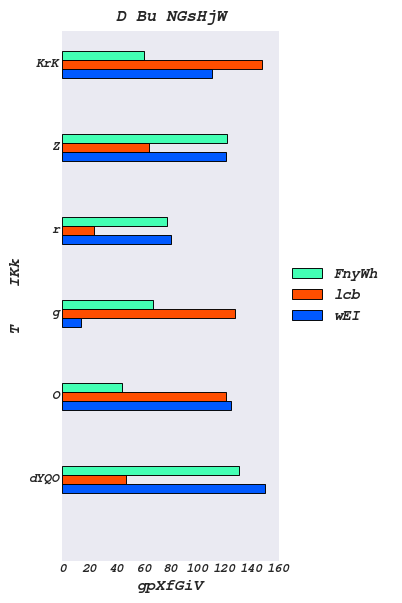 D Bu NGsHjW
KrK
Z
r
g
O
dYQO
T   IKk
0 20 40 60 80 100 120 140 160
gpXfGiV
FnyWh
lcb
wEI